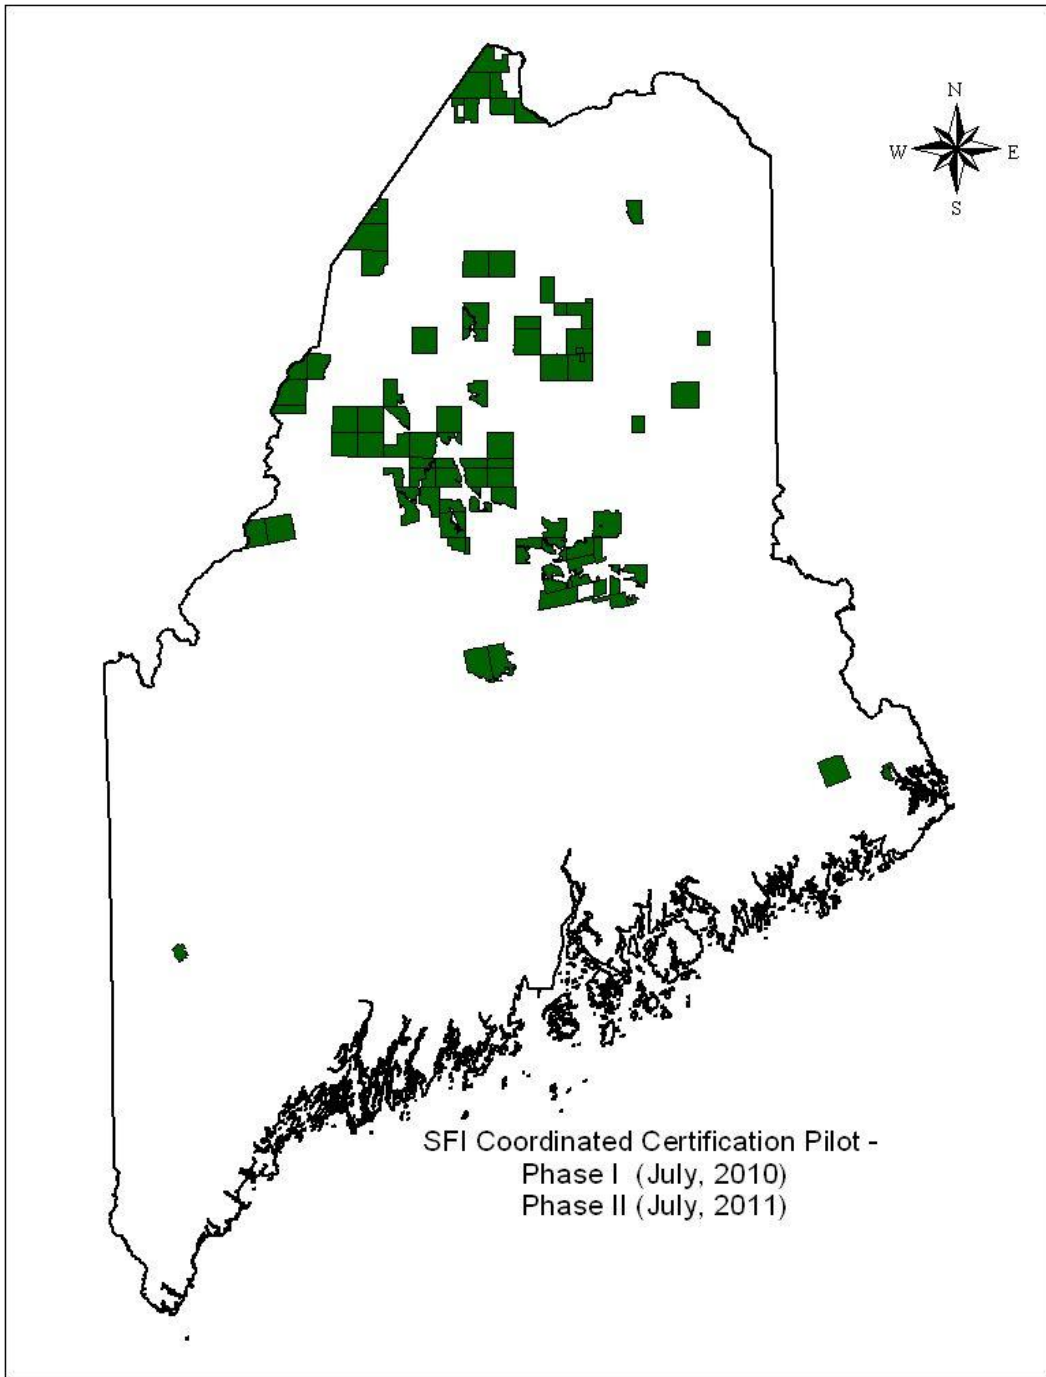 N
W E
S
SFI Coordinated Certification Pilot -
Phase I (July, 2010)
Phase II (July, 2011)